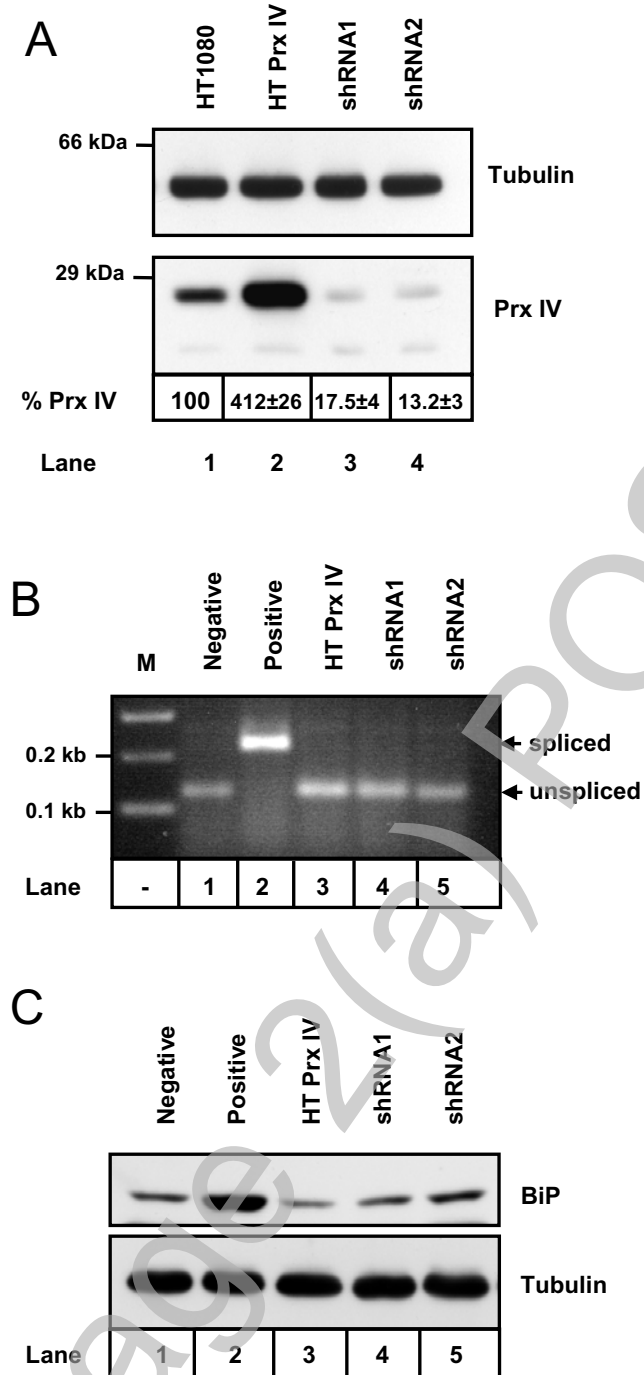 A
HT1080
HT Prx IV
shRNA1
shRNA2
66 kDa
Tubulin
29 kDa
Prx IV
% Prx IV 100 412±26 17.5±4 13.2±3
Lane 1 2 3 4
B
M
Negative
Positive
HT Prx IV
shRNA1
shRNA2
0.2 kb
spliced
0.1 kb
unspliced
Lane - 1 2 3 4 5
C
Negative
Positive
HT Prx IV
shRNA1
shRNA2
BiP
Tubulin
Lane 1 2 3 4 5
age 2(a) POS